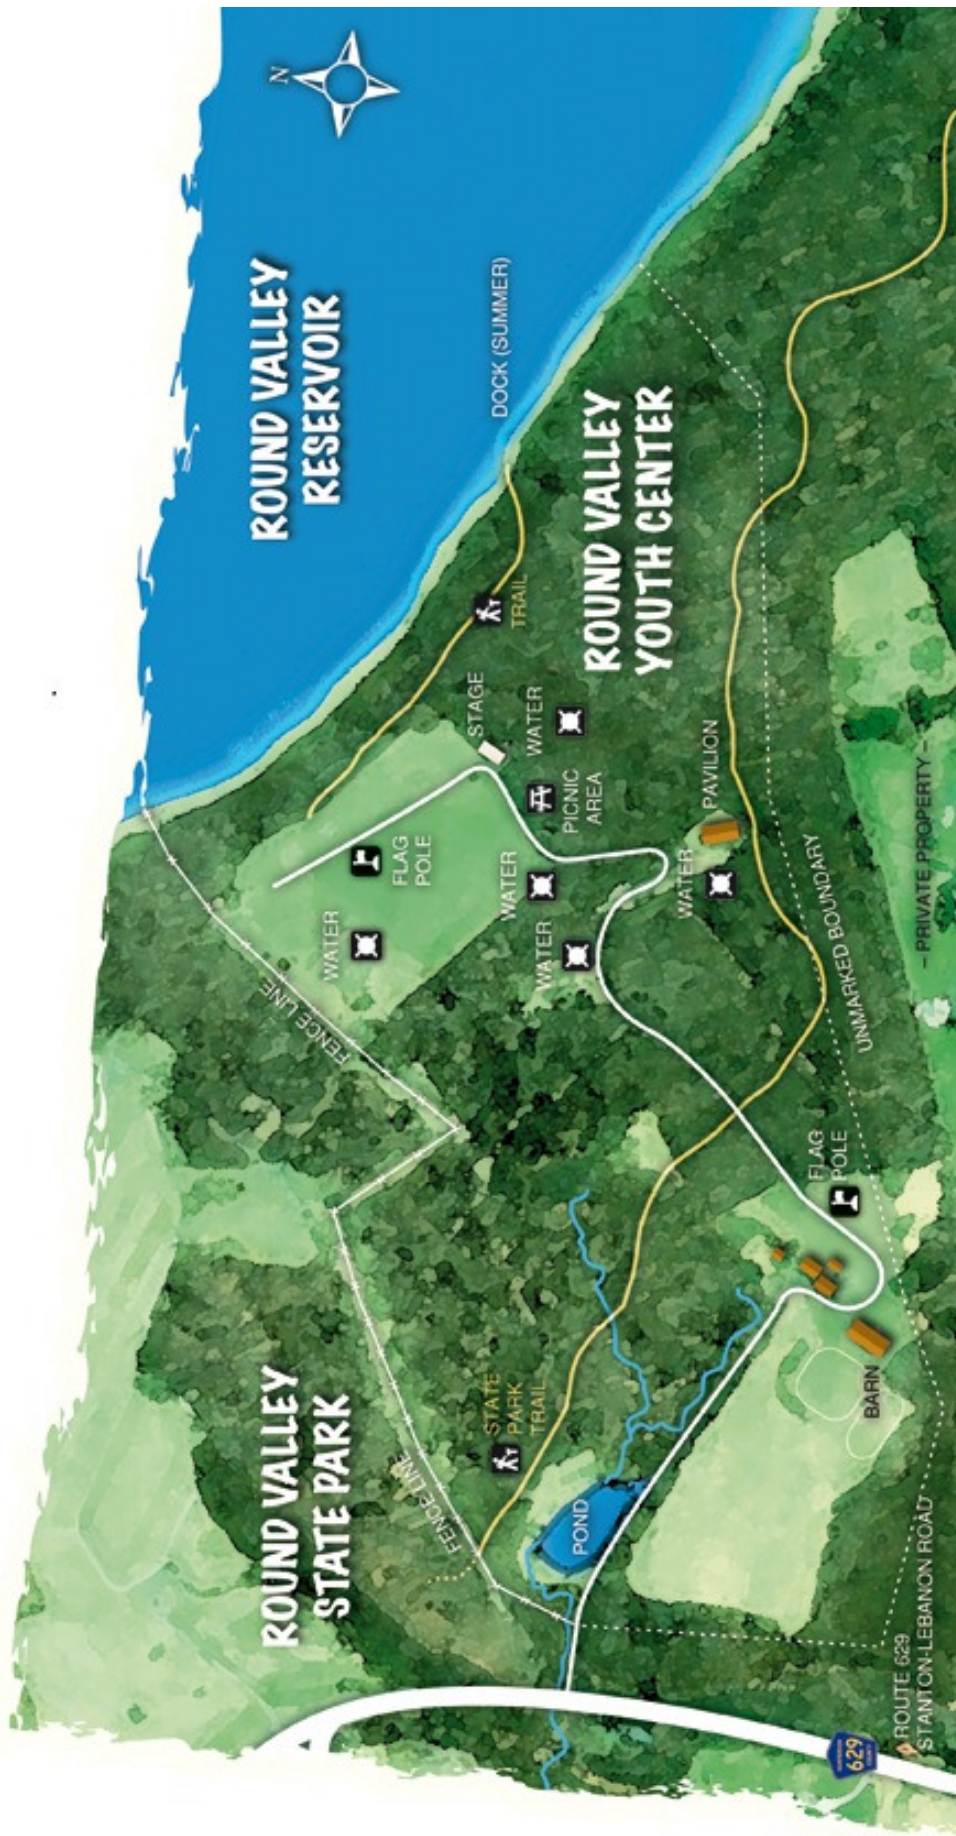 N
ROUND VALLEY
RESERVOIR
DOCK (SUMMER)
ROUND VALLEY
YOUTH CENTER
TRAIL
STAGE
WATER
PICNIC
AREA
FLAG
POLE
WATER
WATER
WATER
WATER
PAVILION
FENCE LINE
UNMARKED BOUNDARY
– PRIVATE PROPERTY –
FLAG
POLE
ROUND VALLEY
STATE PARK
STATE
PARK
TRAIL
FENCE LINE
POND
BARN
629
ROUTE 629
STANTON-LEBANON ROAD